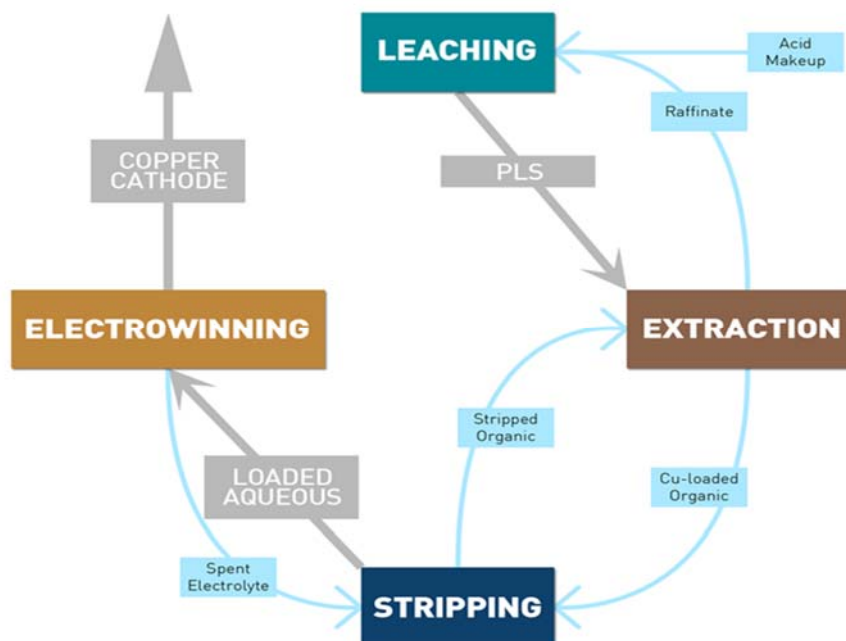 LEACHING
Acid
Makeup
Raffinate
COPPER
CATHODE
PLS
ELECTROWINNING
EXTRACTION
Stripped
Organic
LOADED
AQUEOUS
Cu-loaded
Organic
Spent
Electrolyte
STRIPPING